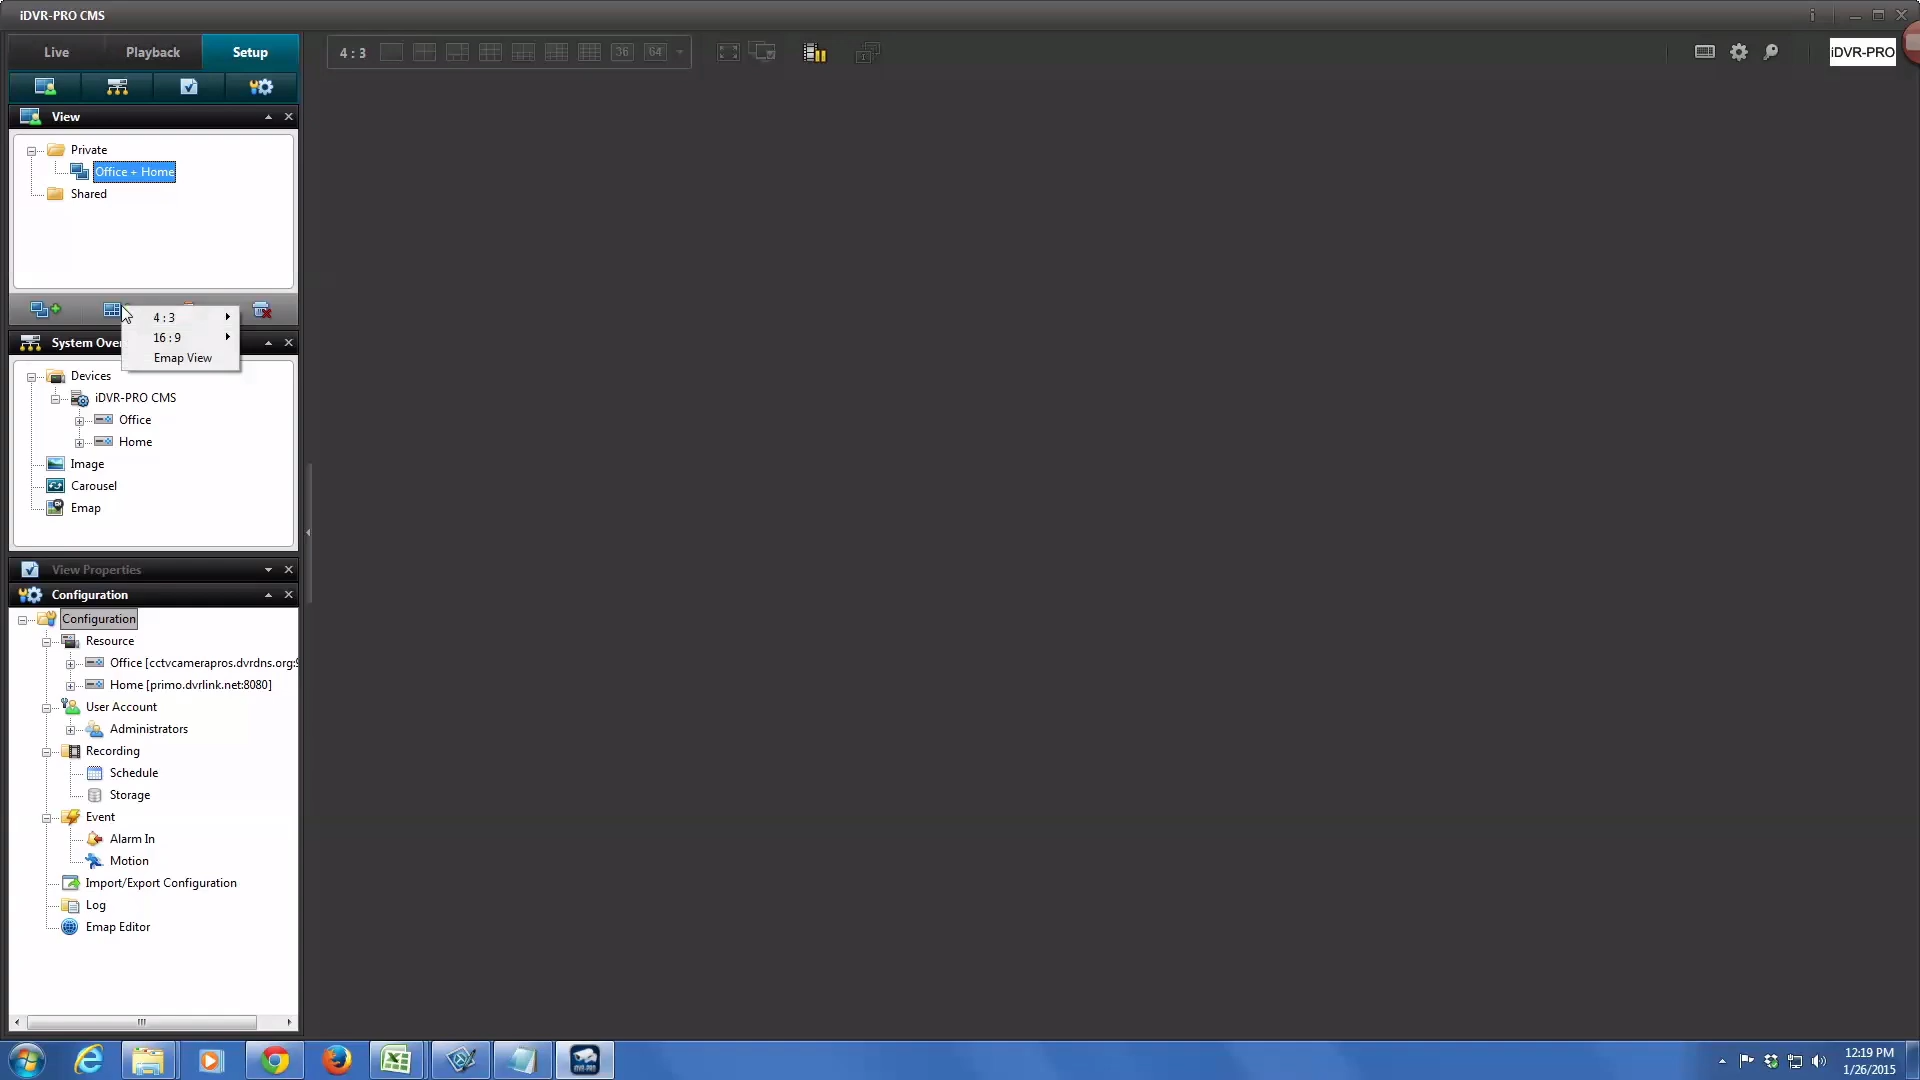 iDVR-PRO CMS
Live
Playback
Setup
4 : 3
36
64
iDVR-PRO
View
Private
Office + Home
Shared
4 : 3
16 : 9
Emap View
System Over
Devices
iDVR-PRO CMS
Office
Home
Image
Carousel
Emap
View Properties
Configuration
Configuration
Resource
Office [cctvcamerapros.dvrdns.org:9
Home [primo.dvrlink.net:8080]
User Account
Administrators
Recording
Schedule
Storage
Event
Alarm In
Motion
Import/Export Configuration
Log
Emap Editor
12:19 PM
1/26/2015